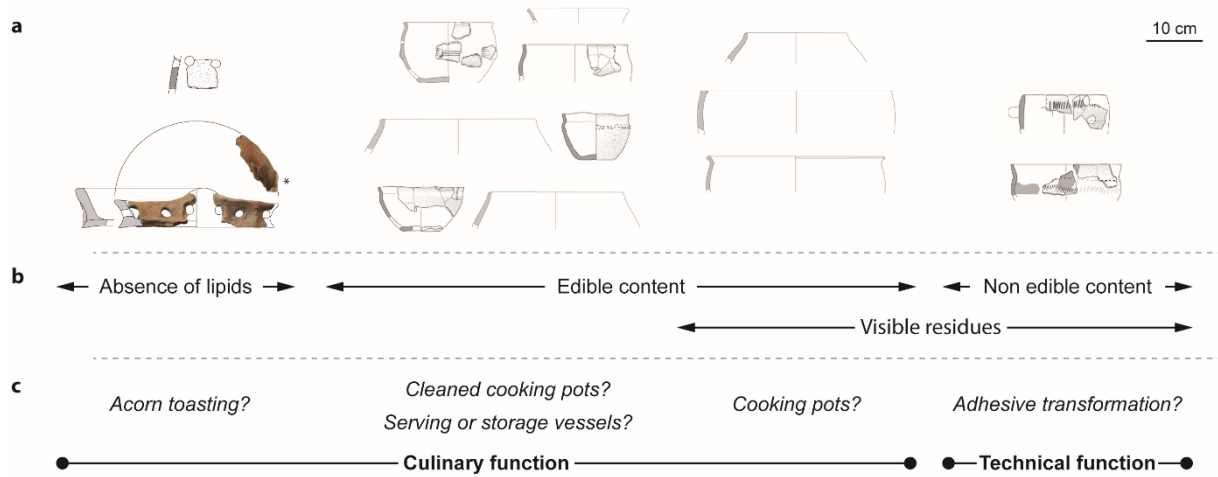 a
10 cm
*
b
Absence of lipids
Edible content
Non edible content
Visible residues
c
Acorn toasting?
Cleaned cooking pots?
Serving or storage vessels?
Cooking pots?
Adhesive transformation?
Culinary function
Technical function